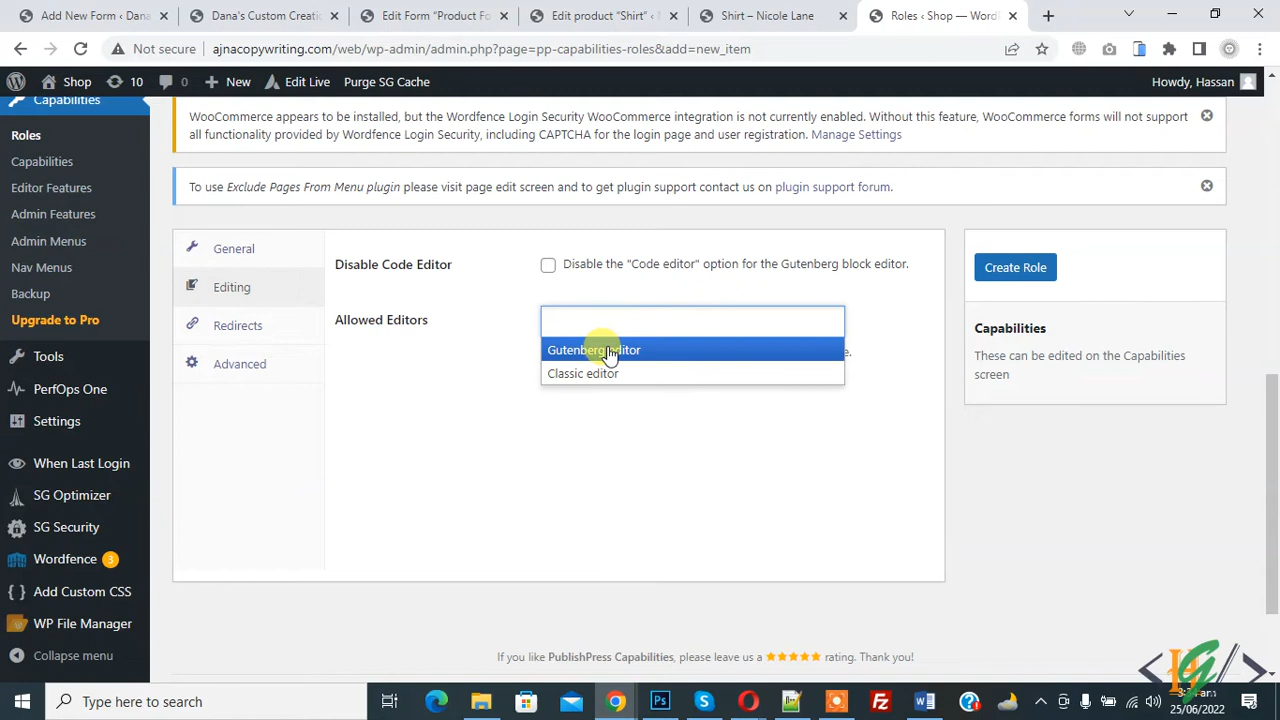 Add New Form ‹ Dana
Dana's Custom Creatio
Edit Form "Product Fo
Edit product “Shirt” ‹
Shirt – Nicole Lane
Roles ‹ Shop — Word
Not secure
ajnacopywriting.com/web/wp-admin/admin.php?page=pp-capabilities-roles&add=new_item
Shop
10
New
Edit Live
Purge SG Cache
Howdy, Hassan
Capabilities
Roles
Capabilities
Editor Features
Admin Features
Admin Menus
Nav Menus
Backup
Upgrade to Pro
Tools
PerfOps One
Settings
When Last Login
SG Optimizer
SG Security
Wordfence 3
Add Custom CSS
WP File Manager
Collapse menu
WooCommerce appears to be installed, but the Wordfence Login Security WooCommerce integration is not currently enabled. Without this feature, WooCommerce forms will not support
all functionality provided by Wordfence Login Security, including CAPTCHA for the login page and user registration. Manage Settings
To use Exclude Pages From Menu plugin please visit page edit screen and to get plugin support contact us on plugin support forum.
General
Editing
Redirects
Advanced
Disable Code Editor
Disable the "Code editor" option for the Gutenberg block editor.
Allowed Editors
Gutenberg editor
Classic editor
e.
Create Role
Capabilities
These can be edited on the Capabilities
screen
If you like PublishPress Capabilities, please leave us a ★★★★★ rating. Thank you!
Type here to search
25/06/2022